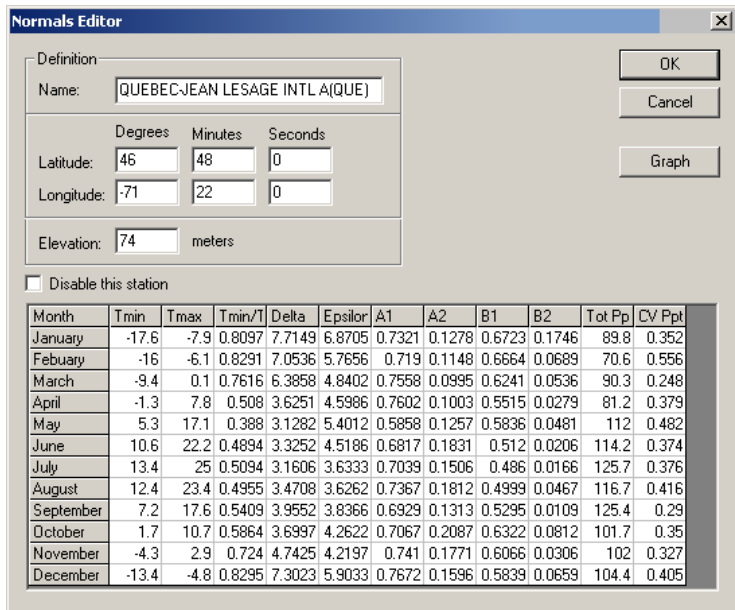 Normals Editor
Definition
Name: QUEBEC-JEAN LESAGE INTL A(QUE)
OK
Cancel
Degrees Minutes Seconds
Latitude: 46 48 0
Graph
Longitude: -71 22 0
Elevation: 74 meters
Disable this station
Month Tmin Tmax Tmin/T Delta Epsilor A1 A2 B1 B2 Tot Pp CV Ppt
January -17.6 -7.9 0.8097 7.7149 6.8705 0.7321 0.1278 0.6723 0.1746 89.8 0.352
Febuary -16 -6.1 0.8291 7.0536 5.7656 0.719 0.1148 0.6664 0.0689 70.6 0.556
March -9.4 0.1 0.7616 6.3858 4.8402 0.7558 0.0995 0.6241 0.0536 90.3 0.248
April -1.3 7.8 0.508 3.6251 4.5986 0.7602 0.1003 0.5515 0.0279 81.2 0.379
May 5.3 17.1 0.388 3.1282 5.4012 0.5858 0.1257 0.5836 0.0481 112 0.482
June 10.6 22.2 0.4894 3.3252 4.5186 0.6817 0.1831 0.512 0.0206 114.2 0.374
July 13.4 25 0.5094 3.1606 3.6333 0.7039 0.1506 0.486 0.0166 125.7 0.376
August 12.4 23.4 0.4955 3.4708 3.6262 0.7367 0.1812 0.4999 0.0467 116.7 0.416
September 7.2 17.6 0.5409 3.9552 3.8366 0.6929 0.1313 0.5295 0.0109 125.4 0.29
October 1.7 10.7 0.5864 3.6997 4.2622 0.7067 0.2087 0.6322 0.0812 101.7 0.35
November -4.3 2.9 0.724 4.7425 4.2197 0.741 0.1771 0.6066 0.0306 102 0.327
December -13.4 -4.8 0.8295 7.3023 5.9033 0.7672 0.1596 0.5839 0.0659 104.4 0.405